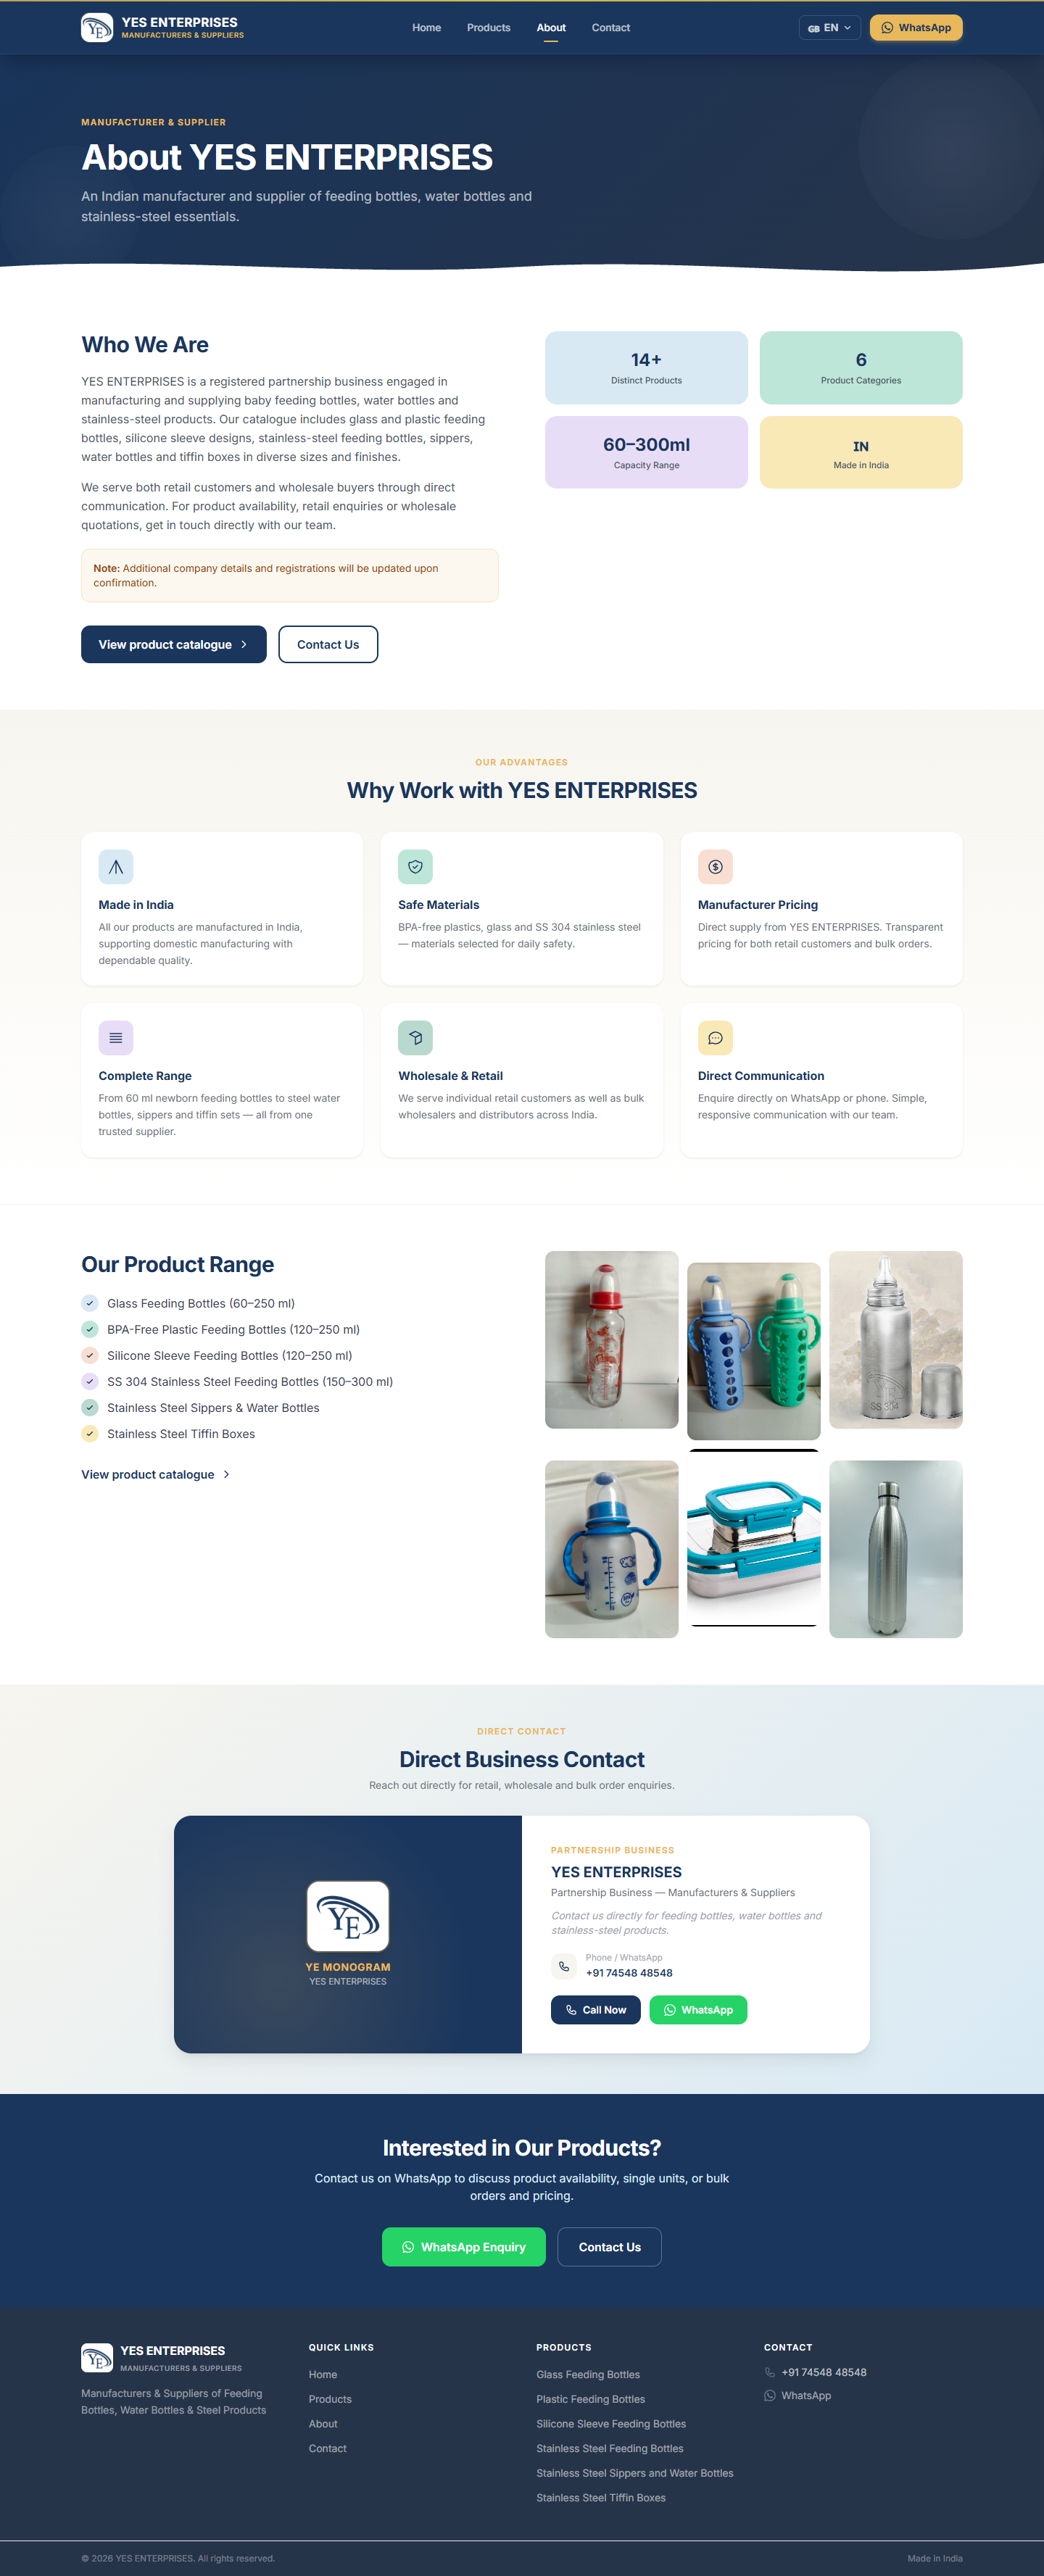 YE
YES ENTERPRISES
MANUFACTURERS & SUPPLIERS
Home
Products
About
Contact
GB EN
WhatsApp
MANUFACTURER & SUPPLIER
About YES ENTERPRISES
An Indian manufacturer and supplier of feeding bottles, water bottles and
stainless-steel essentials.
Who We Are
YES ENTERPRISES is a registered partnership business engaged in
manufacturing and supplying baby feeding bottles, water bottles and
stainless-steel products. Our catalogue includes glass and plastic feeding
bottles, silicone sleeve designs, stainless-steel feeding bottles, sippers,
water bottles and tiffin boxes in diverse sizes and finishes.
We serve both retail customers and wholesale buyers through direct
communication. For product availability, retail enquiries or wholesale
quotations, get in touch directly with our team.
Note: Additional company details and registrations will be updated upon
confirmation.
View product catalogue
Contact Us
14+
Distinct Products
6
Product Categories
60–300ml
Capacity Range
IN
Made in India
OUR ADVANTAGES
Why Work with YES ENTERPRISES
Made in India
All our products are manufactured in India,
supporting domestic manufacturing with
dependable quality.
Safe Materials
BPA-free plastics, glass and SS 304 stainless steel
— materials selected for daily safety.
Manufacturer Pricing
Direct supply from YES ENTERPRISES. Transparent
pricing for both retail customers and bulk orders.
Complete Range
From 60 ml newborn feeding bottles to steel water
bottles, sippers and tiffin sets — all from one
trusted supplier.
Wholesale & Retail
We serve individual retail customers as well as bulk
wholesalers and distributors across India.
Direct Communication
Enquire directly on WhatsApp or phone. Simple,
responsive communication with our team.
Our Product Range
Glass Feeding Bottles (60–250 ml)
BPA-Free Plastic Feeding Bottles (120–250 ml)
Silicone Sleeve Feeding Bottles (120–250 ml)
SS 304 Stainless Steel Feeding Bottles (150–300 ml)
Stainless Steel Sippers & Water Bottles
Stainless Steel Tiffin Boxes
View product catalogue
SS 304
DIRECT CONTACT
Direct Business Contact
Reach out directly for retail, wholesale and bulk order enquiries.
YE
YE MONOGRAM
YES ENTERPRISES
PARTNERSHIP BUSINESS
YES ENTERPRISES
Partnership Business — Manufacturers & Suppliers
Contact us directly for feeding bottles, water bottles and
stainless-steel products.
Phone / WhatsApp
+91 74548 48548
Call Now
WhatsApp
Interested in Our Products?
Contact us on WhatsApp to discuss product availability, single units, or bulk
orders and pricing.
WhatsApp Enquiry
Contact Us
YE
YES ENTERPRISES
MANUFACTURERS & SUPPLIERS
Manufacturers & Suppliers of Feeding
Bottles, Water Bottles & Steel Products
QUICK LINKS
Home
Products
About
Contact
PRODUCTS
Glass Feeding Bottles
Plastic Feeding Bottles
Silicone Sleeve Feeding Bottles
Stainless Steel Feeding Bottles
Stainless Steel Sippers and Water Bottles
Stainless Steel Tiffin Boxes
CONTACT
+91 74548 48548
WhatsApp
© 2026 YES ENTERPRISES. All rights reserved.
Made in India